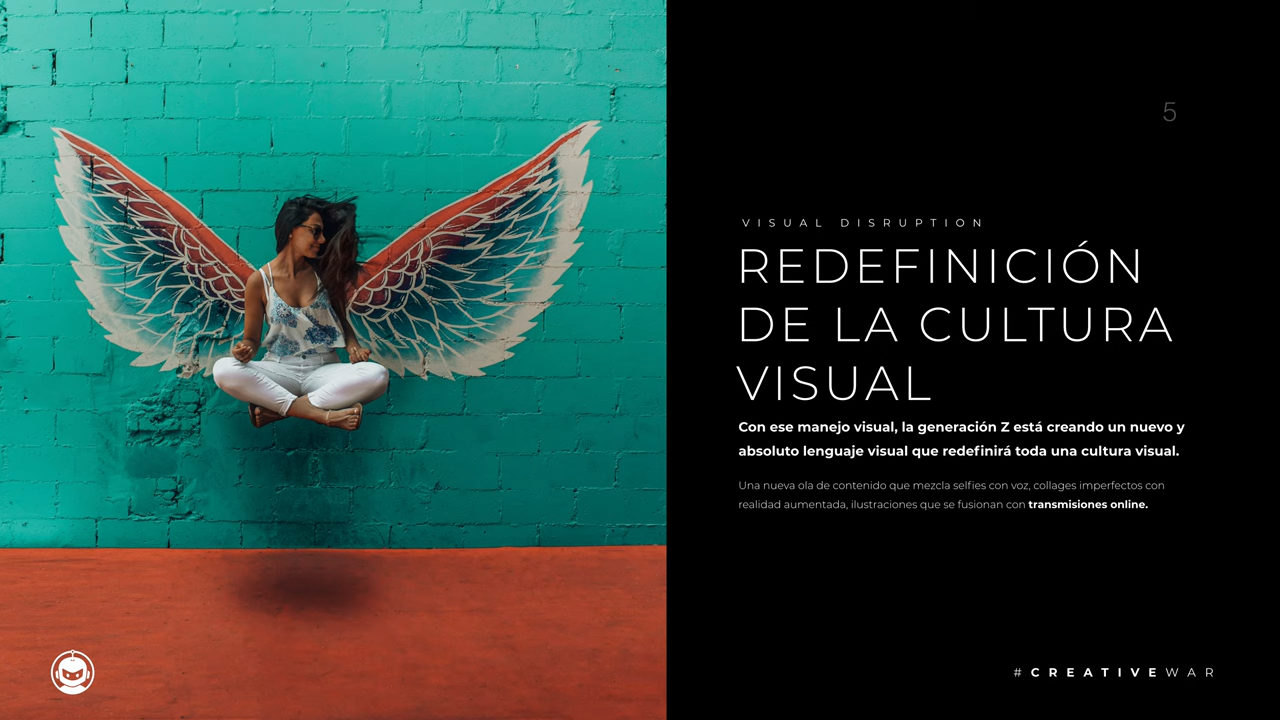 5
VISUAL DISRUPTION
REDEFINICIÓN
DE LA CULTURA
VISUAL
Con ese manejo visual, la generación Z está creando un nuevo y
absoluto lenguaje visual que redefinirá toda una cultura visual.
Una nueva ola de contenido que mezcla selfies con voz, collages imperfectos con
realidad aumentada, ilustraciones que se fusionan con transmisiones online.
#CREATIVEWAR